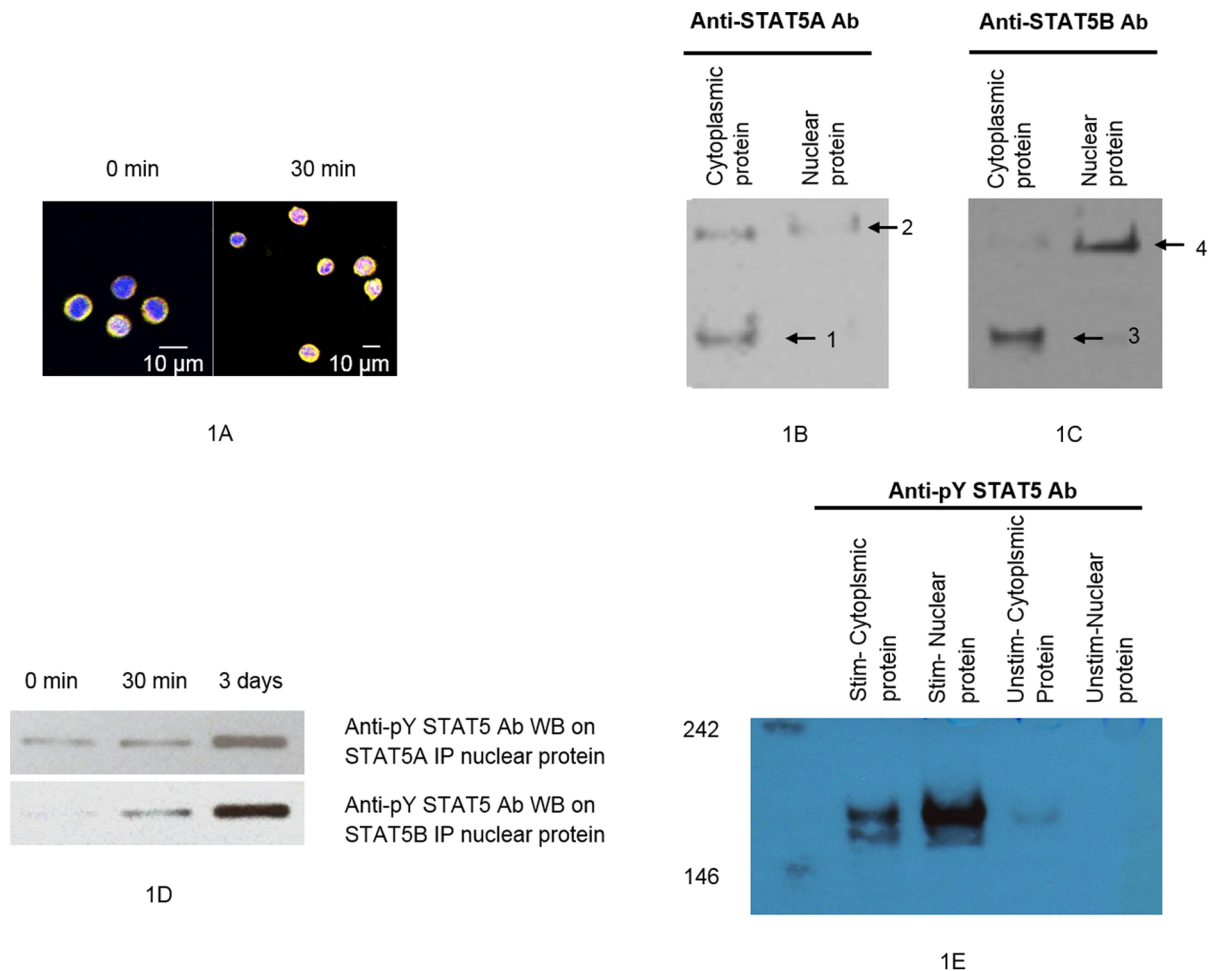 0 min
30 min
10 µm
10 µm
1A
Anti-STAT5A Ab
Cytoplasmic
protein
Nuclear
protein
2
1
1B
Anti-STAT5B Ab
Cytoplasmic
protein
Nuclear
protein
4
3
1C
0 min
30 min
3 days
Anti-pY STAT5 Ab WB on
STAT5A IP nuclear protein
Anti-pY STAT5 Ab WB on
STAT5B IP nuclear protein
1D
Anti-pY STAT5 Ab
Stim- Cytoplsmic
protein
Stim- Nuclear
protein
Unstim- Cytoplsmic
Protein
Unstim-Nuclear
protein
242
146
1E